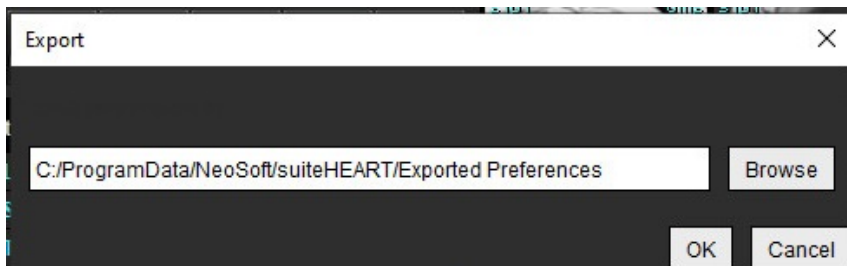 Export
C:/ProgramData/NeoSoft/suiteHEART/Exported Preferences
Browse
OK
Cancel